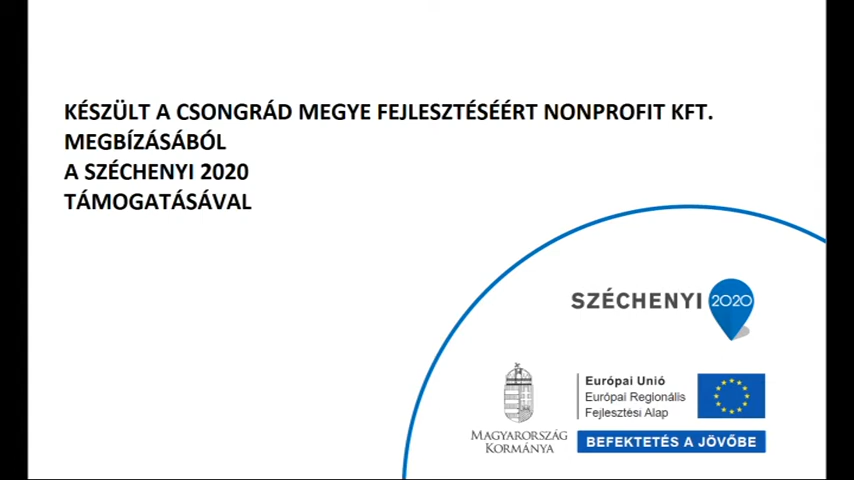 KÉSZÜLT A CSONGRÁD MEGYE FEJLESZTÉSÉÉRT NONPROFIT KFT.
MEGBÍZÁSÁBÓL
A SZÉCHENYI 2020
TÁMOGATÁSÁVAL
SZÉCHENYI 2020
MAGYARORSZÁG
KORMÁNYA
Európai Unió
Európai Regionális
Fejlesztési Alap
BEFEKTETÉS A JÖVŐBE